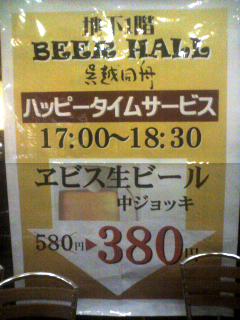 地下1階
BEER HALL
呉越同舟
ハッピータイムサービス
17:00〜18:30
ヱビス生ビール
中ジョッキ
580円▶380円